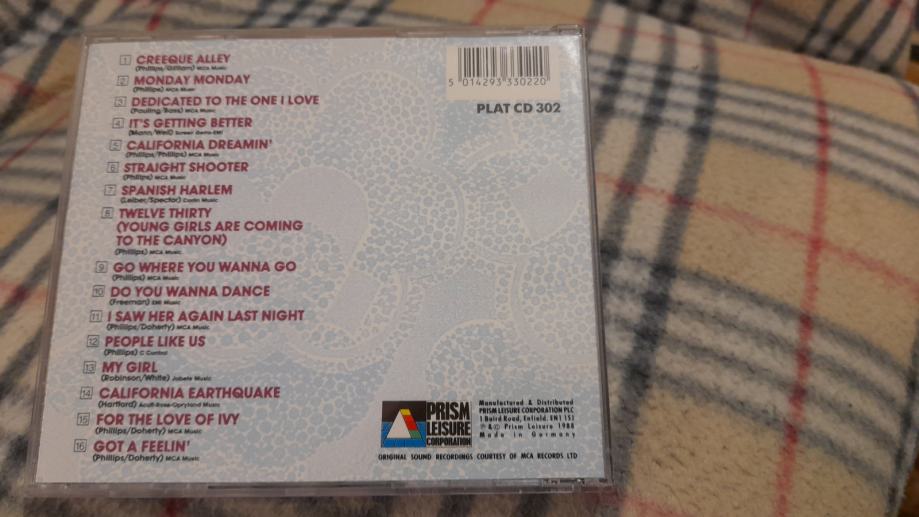 1 CREEQUE ALLEY
(Phillips/Gilliam) MCA Music
2 MONDAY MONDAY
(Phillips) MCA Music
3 DEDICATED TO THE ONE I LOVE
(Pauling/Bass) MCA Music
4 IT'S GETTING BETTER
(Mann/Weil) Screen Gems-EMI
5 CALIFORNIA DREAMIN'
(Phillips/Phillips) MCA Music
6 STRAIGHT SHOOTER
(Phillips) MCA Music
7 SPANISH HARLEM
(Leiber/Spector) Carlin Music
8 TWELVE THIRTY
(YOUNG GIRLS ARE COMING
TO THE CANYON)
(Phillips) MCA Music
9 GO WHERE YOU WANNA GO
(Phillips) MCA Music
10 DO YOU WANNA DANCE
(Freeman) EMI Music
11 I SAW HER AGAIN LAST NIGHT
(Phillips/Doherty) MCA Music
12 PEOPLE LIKE US
(Phillips)
13 MY GIRL
(Robinson/White) Jobete Music
14 CALIFORNIA EARTHQUAKE
(Hartford) Acuff-Rose-Opryland Music
15 FOR THE LOVE OF IVY
(Phillips/Doherty) MCA Music
16 GOT A FEELIN'
(Phillips/Doherty) MCA Music
5 014293 330220
PLAT CD 302
PRISM
LEISURE
CORPORATION
Manufactured & Distributed
PRISM LEISURE CORPORATION PLC
1 Baird Road, Enfield, EN1 1SJ
℗ & © Prism Leisure 1988
Made in Germany
ORIGINAL SOUND RECORDINGS COURTESY OF MCA RECORDS LTD